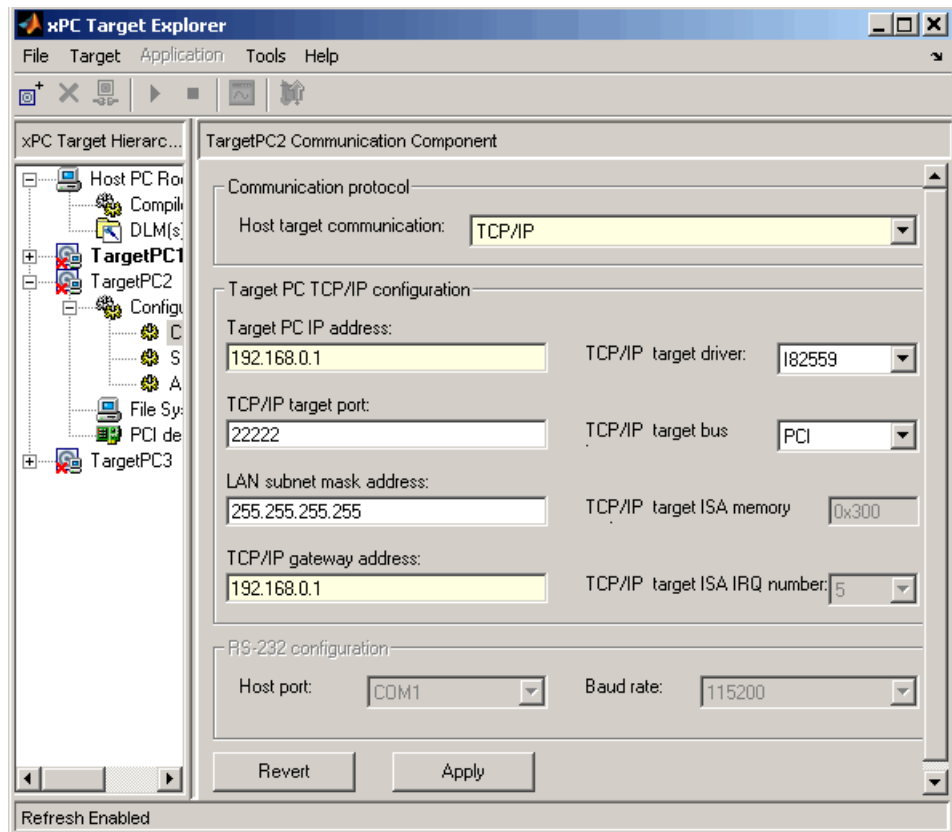 xPC Target Explorer
File Target Application Tools Help
xPC Target Hierarc...
TargetPC2 Communication Component
Host PC Roo
Compile
DLM(s)
TargetPC1
TargetPC2
Configu
C
S
A
File Sys
PCI de
TargetPC3
Communication protocol
Host target communication: TCP/IP
Target PC TCP/IP configuration
Target PC IP address:
192.168.0.1
TCP/IP target driver: I82559
TCP/IP target port:
22222
TCP/IP target bus PCI
LAN subnet mask address:
255.255.255.255
TCP/IP target ISA memory 0x300
TCP/IP gateway address:
192.168.0.1
TCP/IP target ISA IRQ number: 5
RS-232 configuration
Host port: COM1 Baud rate: 115200
Revert Apply
Refresh Enabled